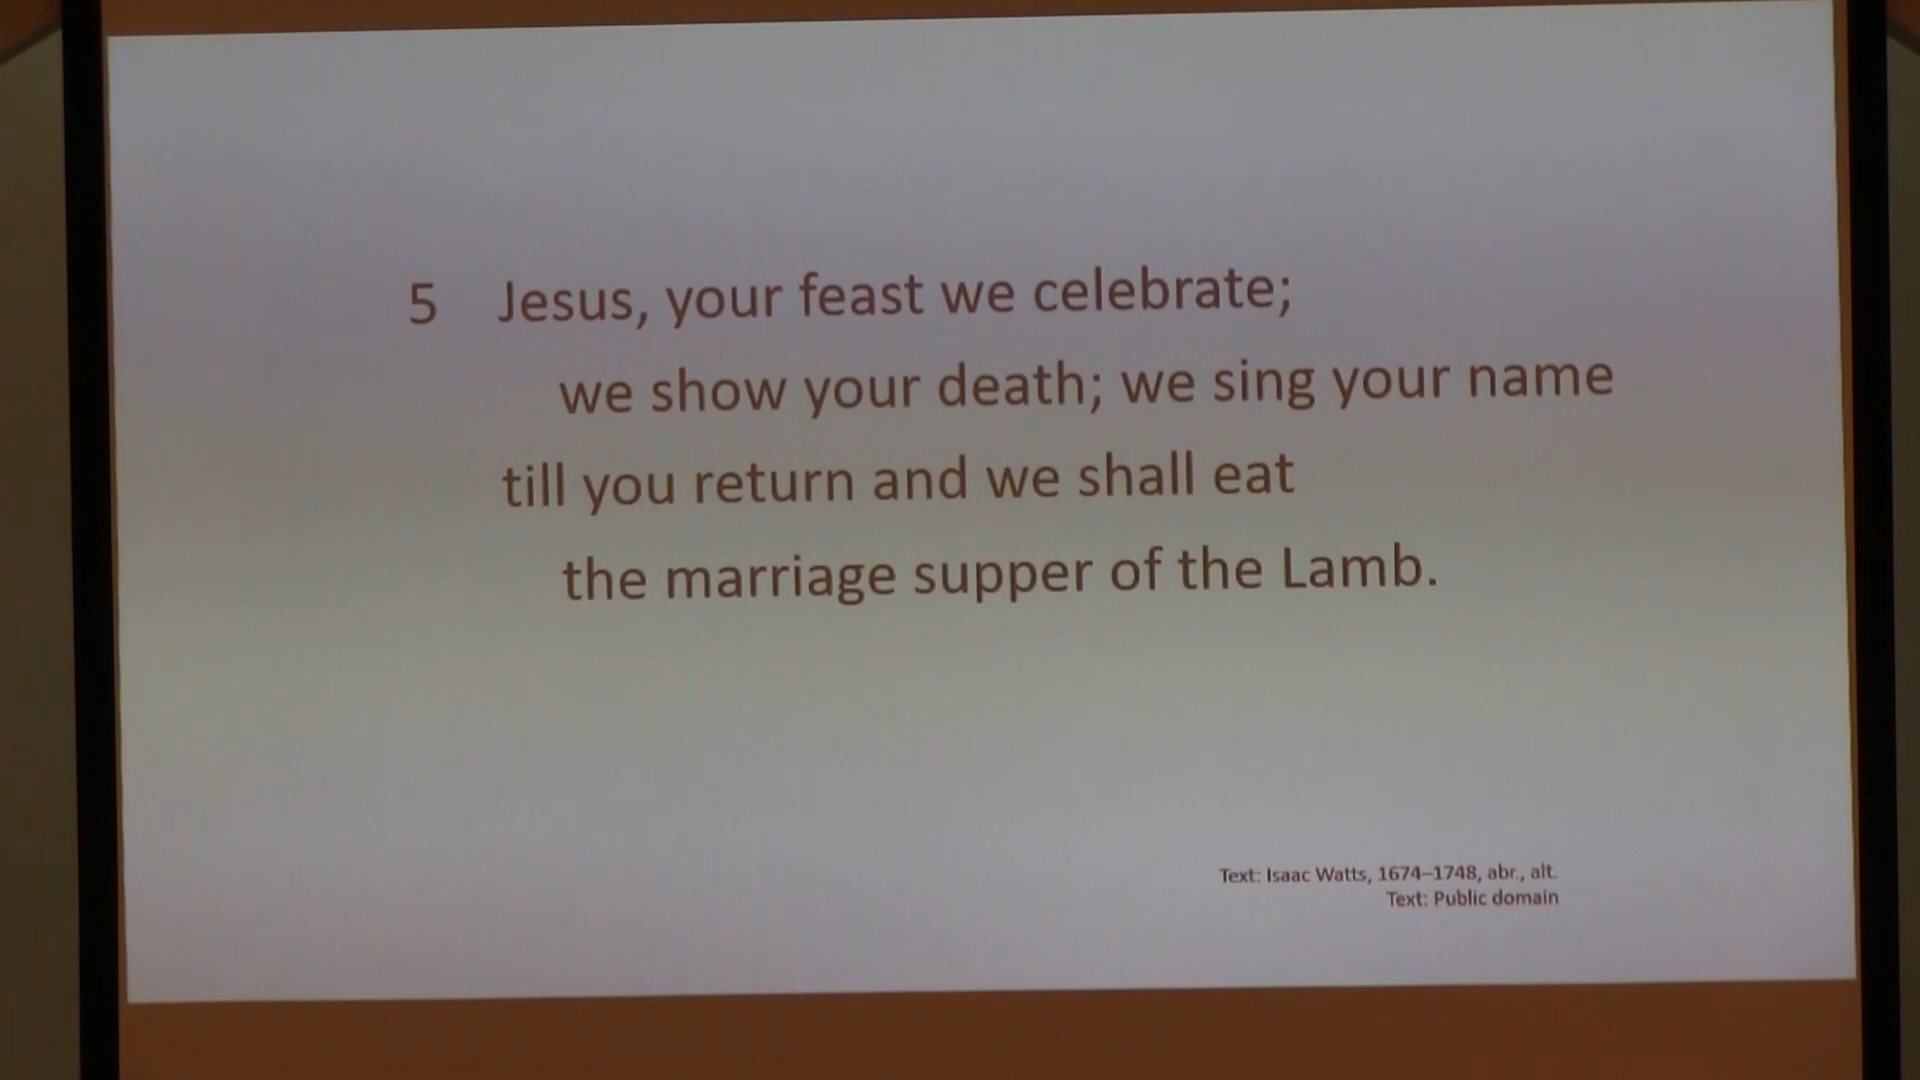 5 Jesus, your feast we celebrate;
we show your death; we sing your name
till you return and we shall eat
the marriage supper of the Lamb.
Text: Isaac Watts, 1674–1748, abr., alt.
Text: Public domain